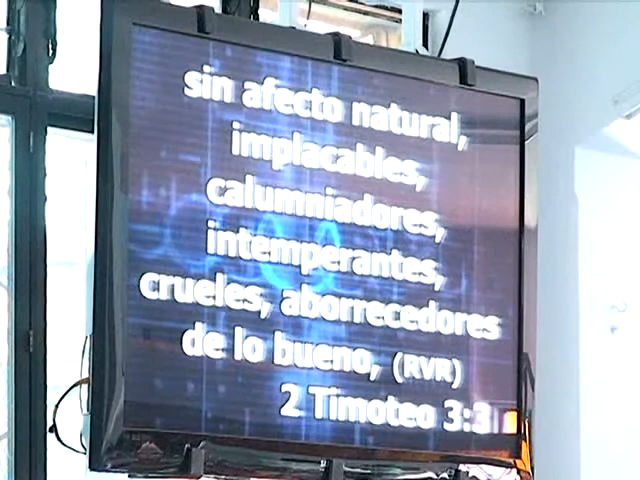 sin afecto natural,
implacables,
calumniadores,
intemperantes,
crueles, aborrecedores
de lo bueno, (RVR)
2 Timoteo 3:3